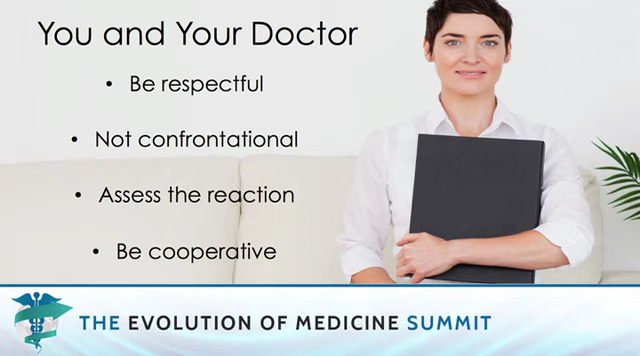 You and Your Doctor
• Be respectful
• Not confrontational
• Assess the reaction
• Be cooperative
THE EVOLUTION OF MEDICINE SUMMIT